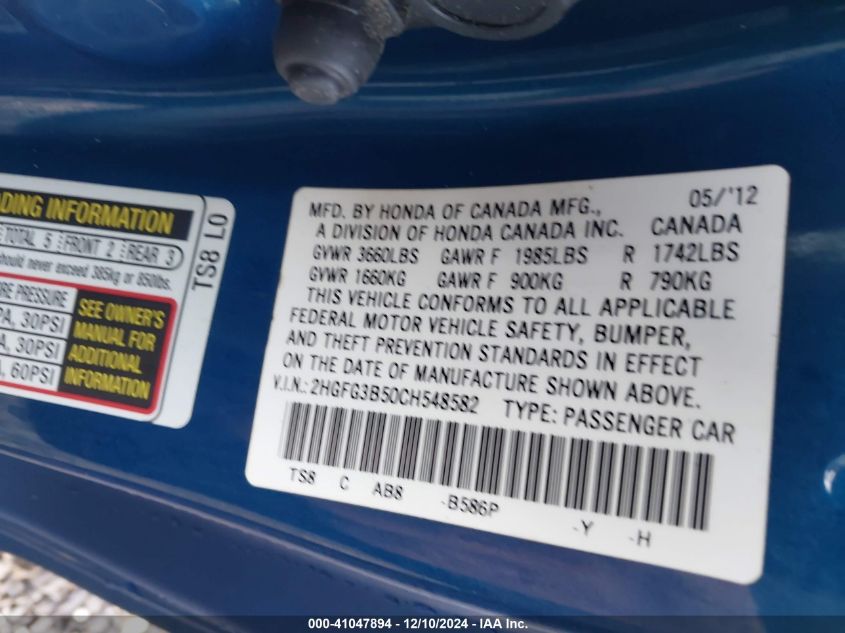 ADING INFORMATION
TOTAL 5 FRONT 2 REAR 3
should never exceed 385kg or 850lbs.
RE PRESSURE
PA, 30PSI
A, 30PSI
A, 60PSI
SEE OWNER'S
MANUAL FOR
ADDITIONAL
INFORMATION
TS8 L0
05/'12
MFD. BY HONDA OF CANADA MFG.,
A DIVISION OF HONDA CANADA INC. CANADA
GVWR 3660LBS GAWR F 1985LBS R 1742LBS
GVWR 1660KG GAWR F 900KG R 790KG
THIS VEHICLE CONFORMS TO ALL APPLICABLE
FEDERAL MOTOR VEHICLE SAFETY, BUMPER,
AND THEFT PREVENTION STANDARDS IN EFFECT
ON THE DATE OF MANUFACTURE SHOWN ABOVE.
V.I.N.: 2HGFG3B50CH548582 TYPE: PASSENGER CAR
TS8 C AB8 -B586P -Y -H
000-41047894 - 12/10/2024 - IAA Inc.